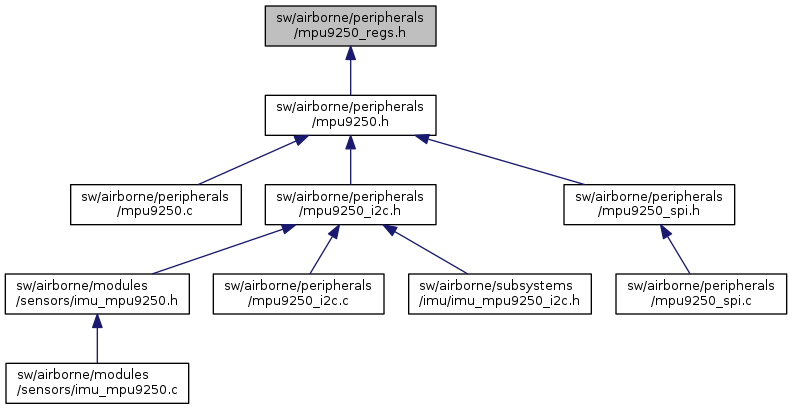 sw/airborne/peripherals
/mpu9250_regs.h
sw/airborne/peripherals
/mpu9250.h
sw/airborne/peripherals
/mpu9250.c
sw/airborne/peripherals
/mpu9250_i2c.h
sw/airborne/peripherals
/mpu9250_spi.h
sw/airborne/modules
/sensors/imu_mpu9250.h
sw/airborne/peripherals
/mpu9250_i2c.c
sw/airborne/subsystems
/imu/imu_mpu9250_i2c.h
sw/airborne/peripherals
/mpu9250_spi.c
sw/airborne/modules
/sensors/imu_mpu9250.c